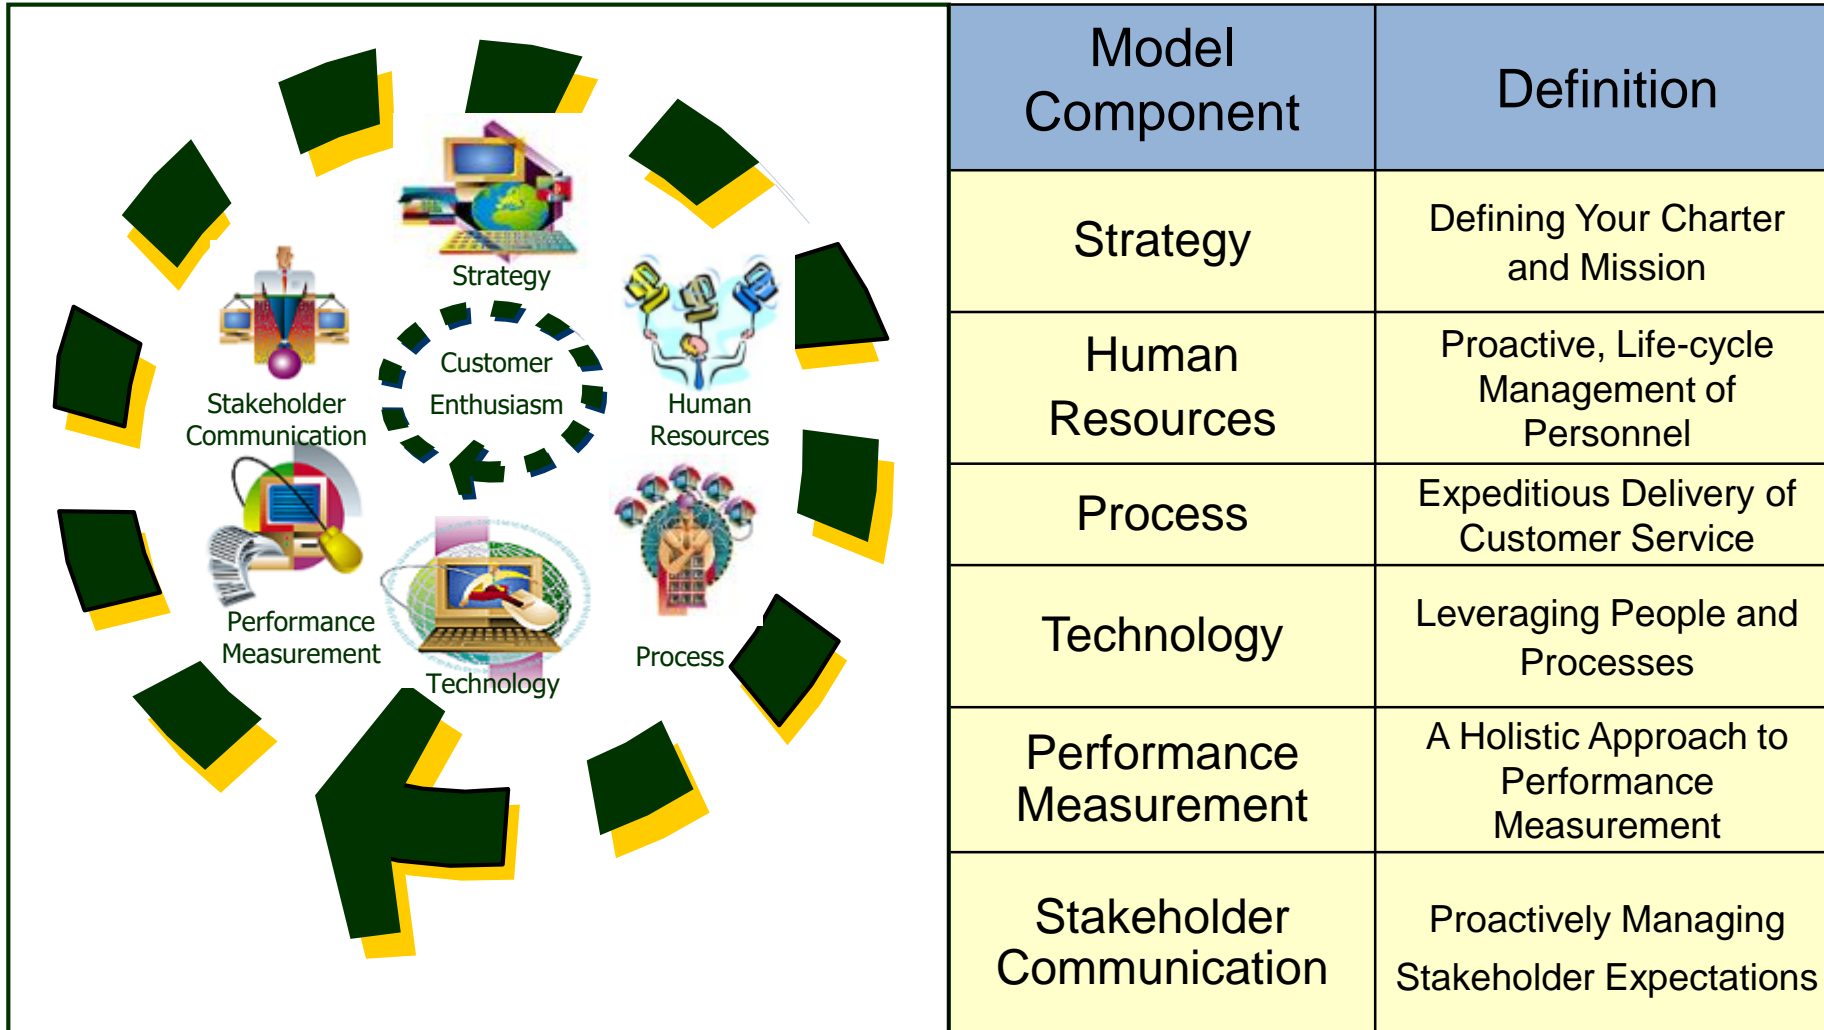 Strategy
Customer
Enthusiasm
Human
Resources
Process
Technology
Performance
Measurement
Stakeholder
Communication
Model
Component
Definition
Strategy
Defining Your Charter
and Mission
Human
Resources
Proactive, Life-cycle
Management of
Personnel
Process
Expeditious Delivery of
Customer Service
Technology
Leveraging People and
Processes
Performance
Measurement
A Holistic Approach to
Performance
Measurement
Stakeholder
Communication
Proactively Managing
Stakeholder Expectations